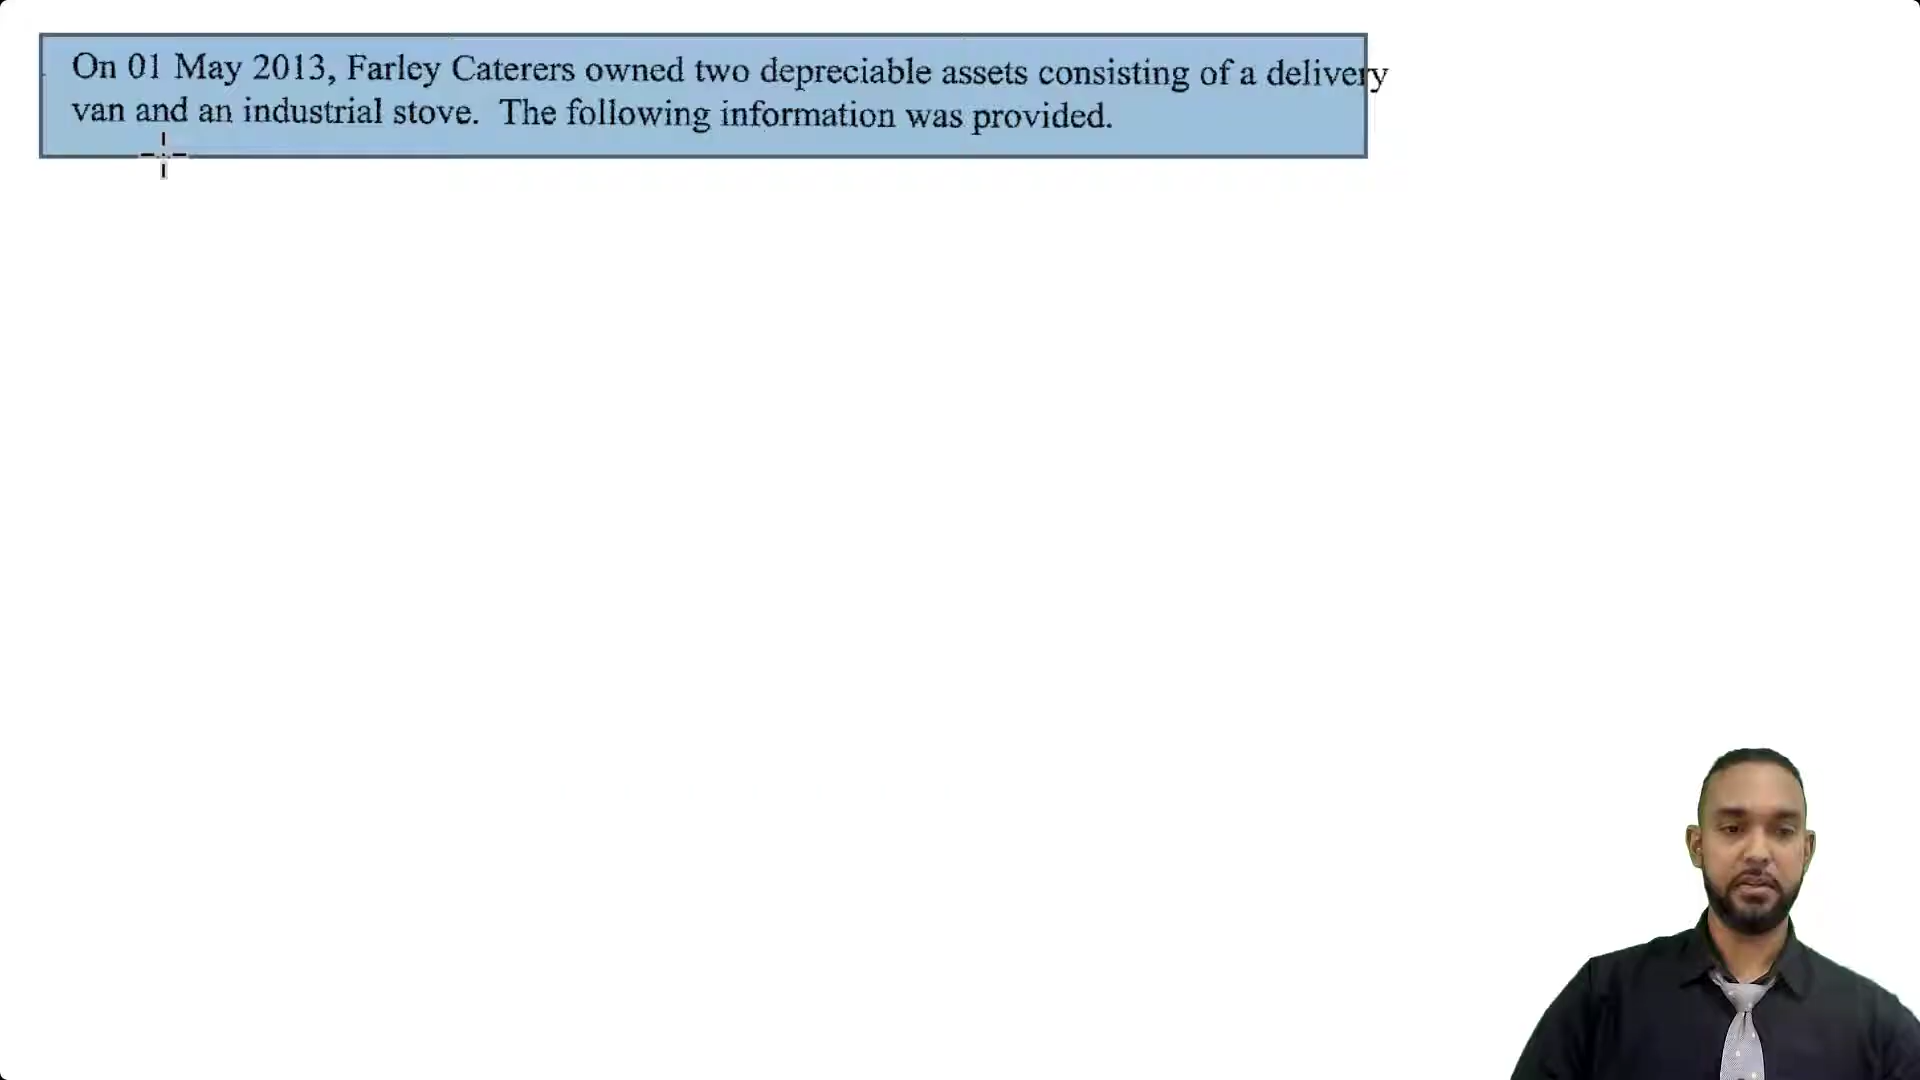 On 01 May 2013, Farley Caterers owned two depreciable assets consisting of a delivery
van and an industrial stove. The following information was provided.